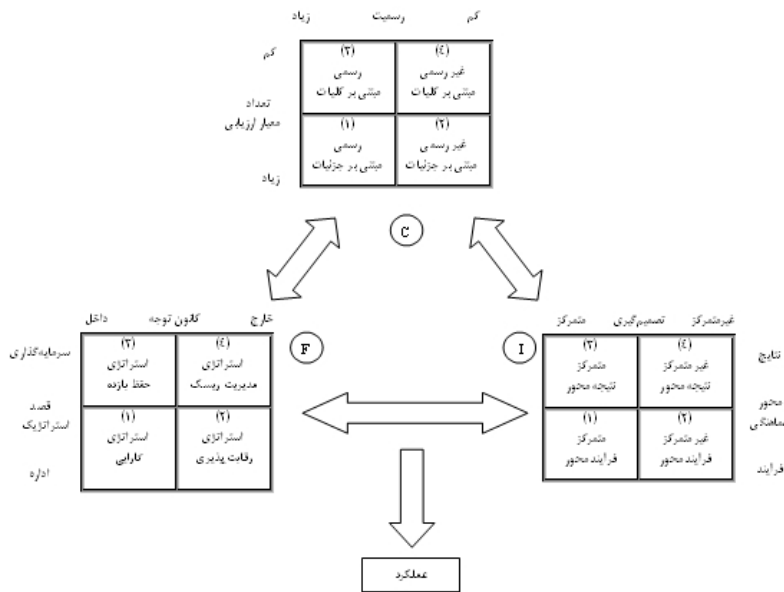 کم رسمیت زیاد
کم
(۳)
رسمی
مبتنی بر کلیات
(٤)
غیر رسمی
مبتنی بر کلیات
تعداد
معیار ارزیابی
(۱)
رسمی
مبتنی بر جزئیات
(۲)
غیر رسمی
مبتنی بر جزئیات
زیاد
C
خارج کانون توجه داخل
F
سرمایه‌گذاری
(۳)
استراتژی
حفظ بازده
(٤)
استراتژی
مدیریت ریسک
قصد
استراتژیک
(۱)
استراتژی
کارایی
(۲)
استراتژی
رقابت پذیری
اداره
غیرمتمرکز تصمیم‌گیری متمرکز
I
نتایج
(۳)
متمرکز
نتیجه محور
(٤)
غیر متمرکز
نتیجه محور
محور
(۱)
متمرکز
فرآیند محور
(۲)
غیر متمرکز
فرآیند محور
فرآیند
عملکرد